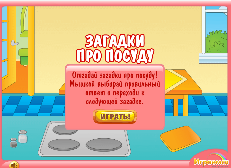 ЗАГАДКИ
ПРО ПОСУДУ
Отгадай загадки про посуду!
Мышкой выбирай правильный
ответ и переходи к
следующей загадке.
ИГРАТЬ!